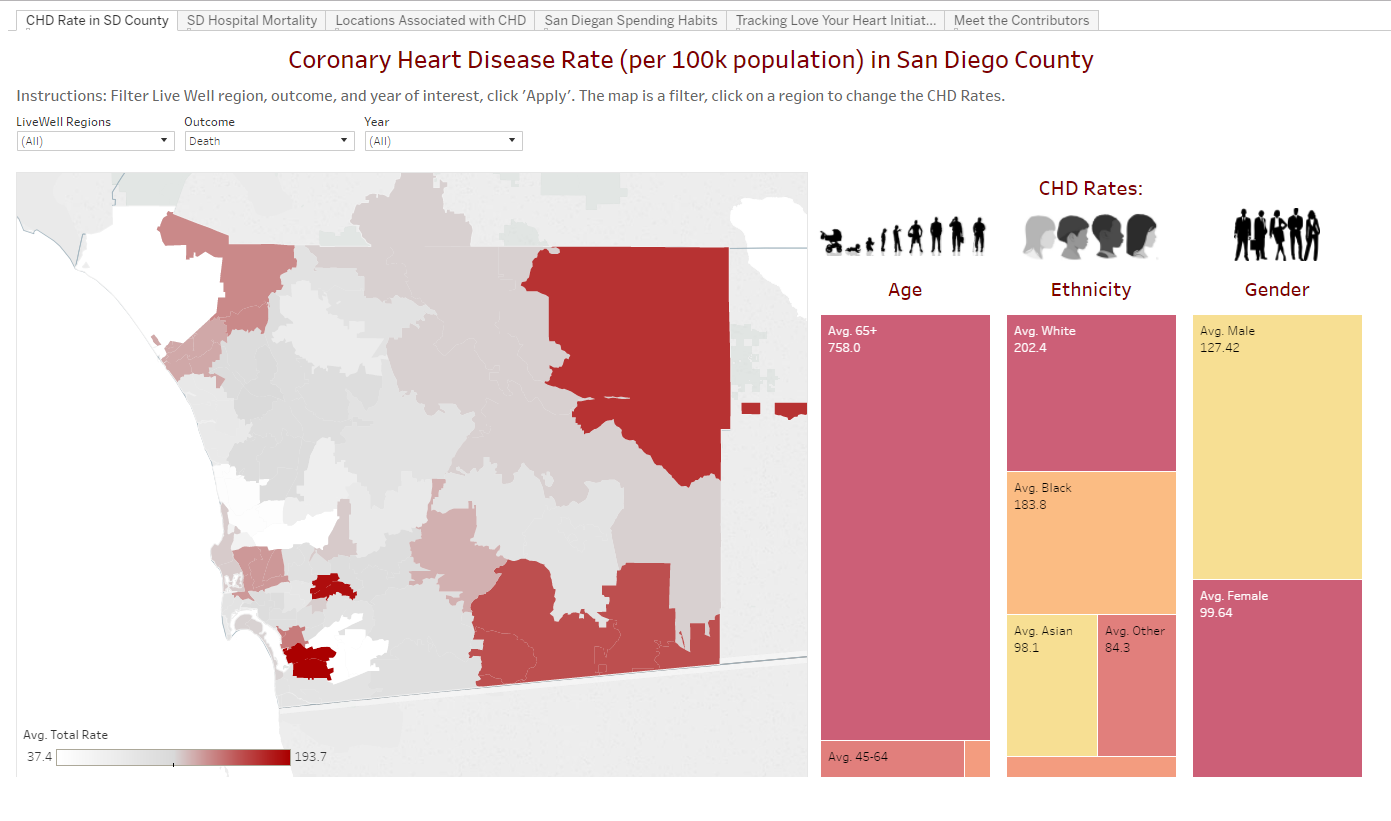 CHD Rate in SD County
SD Hospital Mortality
Locations Associated with CHD
San Diegan Spending Habits
Tracking Love Your Heart Initiat...
Meet the Contributors
Coronary Heart Disease Rate (per 100k population) in San Diego County
Instructions: Filter Live Well region, outcome, and year of interest, click 'Apply'. The map is a filter, click on a region to change the CHD Rates.
LiveWell Regions
(All)
Outcome
Death
Year
(All)
CHD Rates:
Age
Ethnicity
Gender
Avg. 65+
758.0
Avg. 45-64
Avg. White
202.4
Avg. Black
183.8
Avg. Asian
98.1
Avg. Other
84.3
Avg. Male
127.42
Avg. Female
99.64
Avg. Total Rate
37.4
193.7